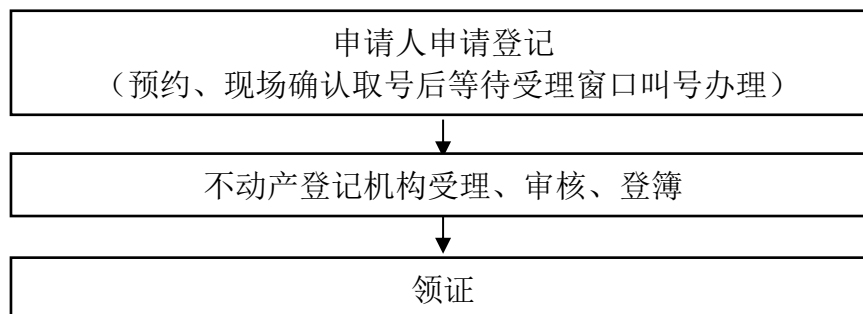 申请人申请登记
（预约、现场确认取号后等待受理窗口叫号办理）
不动产登记机构受理、审核、登簿
领证